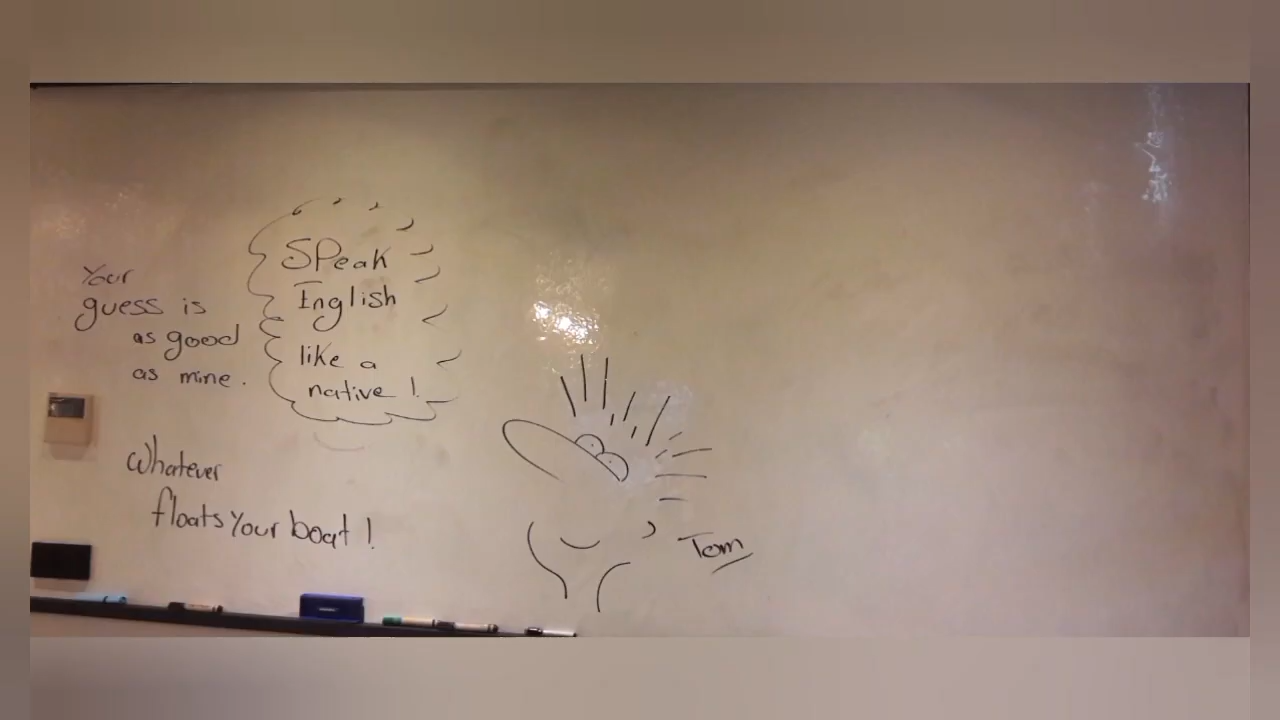 Your
guess is
as good
as mine.
SPeak
English
like a
native !
Whatever
floats Your boat !
Tom